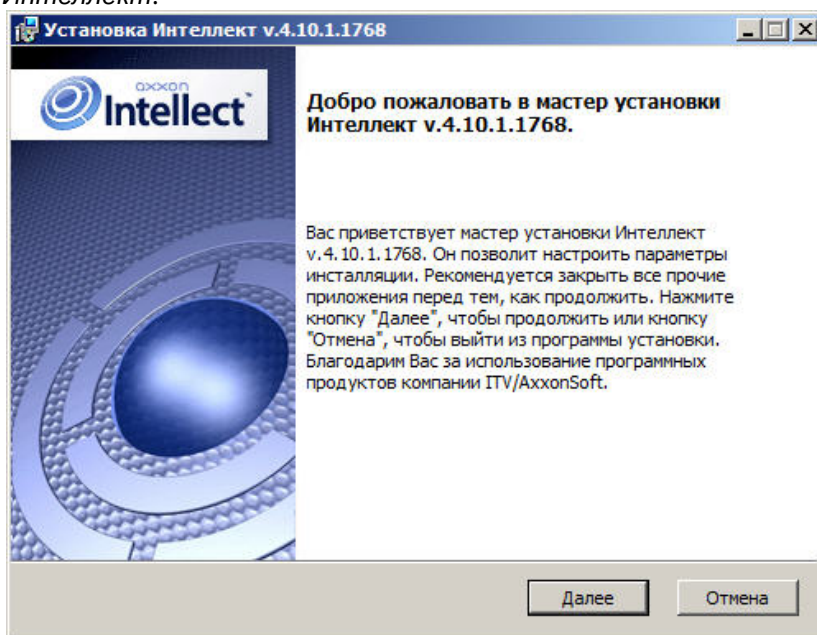 Интеллект.
Установка Интеллект v.4.10.1.1768
axxon
Intellect
Добро пожаловать в мастер установки
Интеллект v.4.10.1.1768.
Вас приветствует мастер установки Интеллект
v.4.10.1.1768. Он позволит настроить параметры
инсталляции. Рекомендуется закрыть все прочие
приложения перед тем, как продолжить. Нажмите
кнопку "Далее", чтобы продолжить или кнопку
"Отмена", чтобы выйти из программы установки.
Благодарим Вас за использование программных
продуктов компании ITV/AxxonSoft.
Далее
Отмена